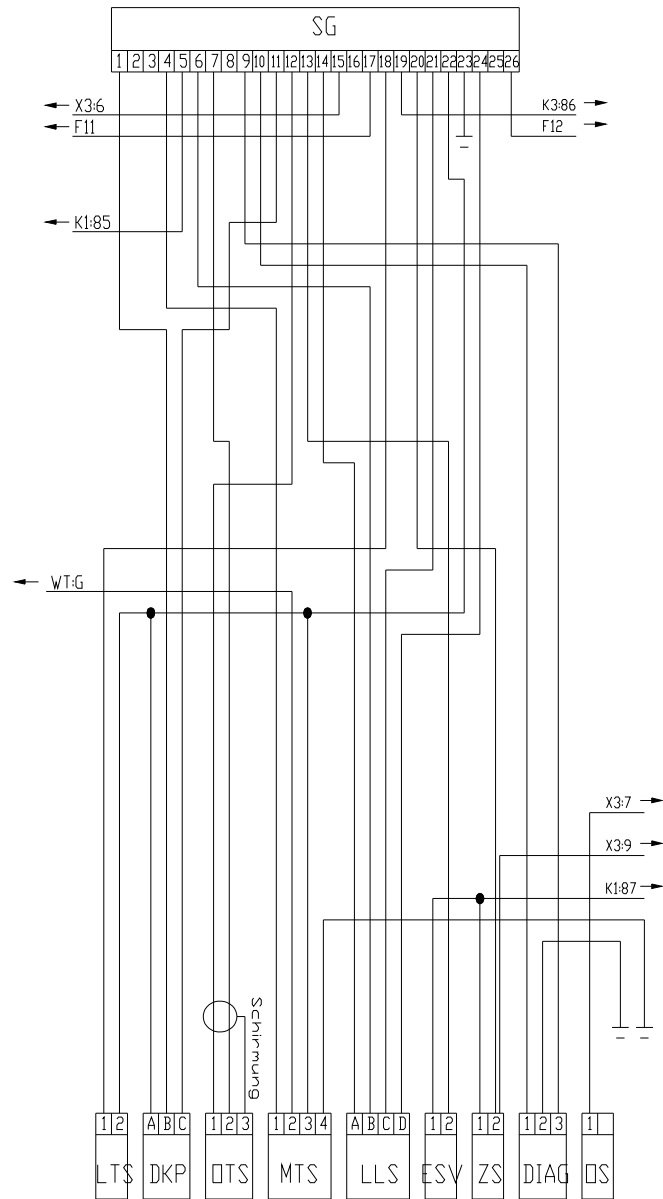 SG
1 2 3 4 5 6 7 8 9 10 11 12 13 14 15 16 17 18 19 20 21 22 23 24 25 26
X3:6 K3:86
F11 F12
K1:85
WT:G
X3:7
X3:9
K1:87
Schirmung
1 2 A B C 1 2 3 1 2 3 4 A B C D 1 2 1 2 1 2 3 1
LTS DKP OTS MTS LLS ESV ZS DIAG OS